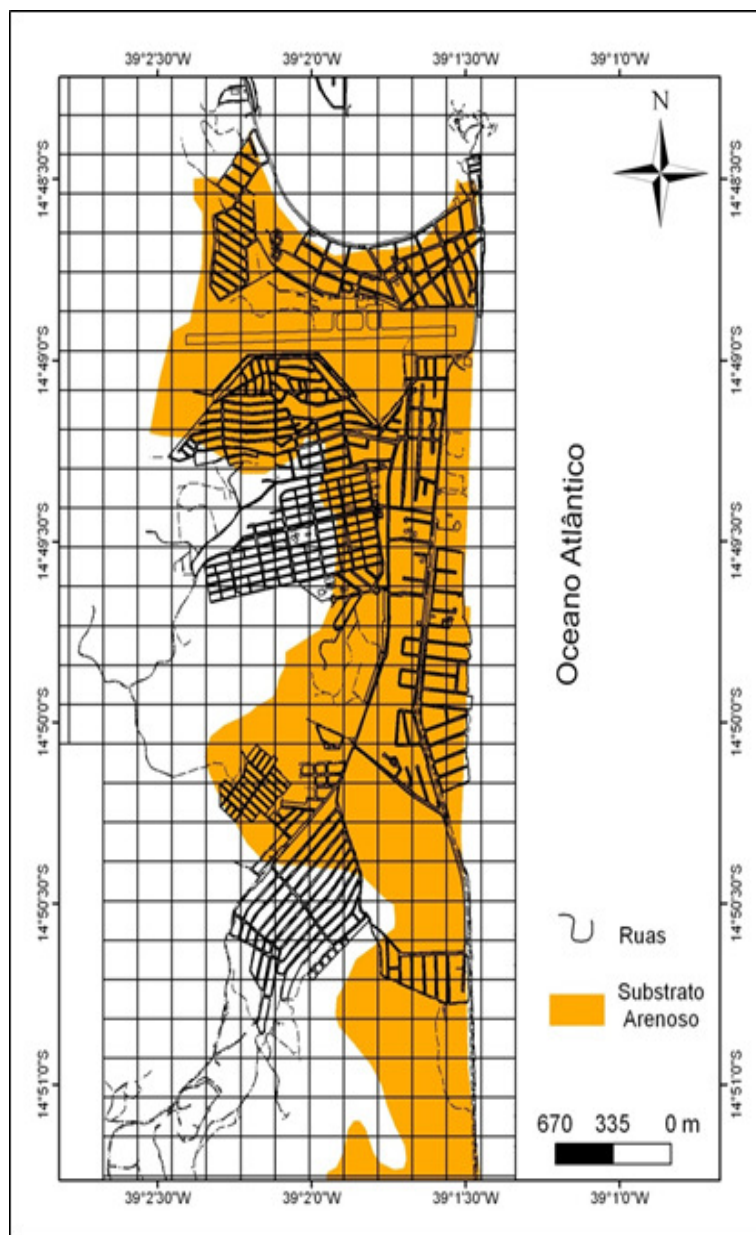 39°2'30"W 39°2'0"W 39°1'30"W 39°1'0"W
N
14°48'30"S 14°48'30"S
14°49'0"S 14°49'0"S
Oceano Atlântico
14°49'30"S 14°49'30"S
14°50'0"S 14°50'0"S
14°50'30"S 14°50'30"S
Ruas
Substrato
Arenoso
14°51'0"S 14°51'0"S
670 335 0 m
39°2'30"W 39°2'0"W 39°1'30"W 39°1'0"W